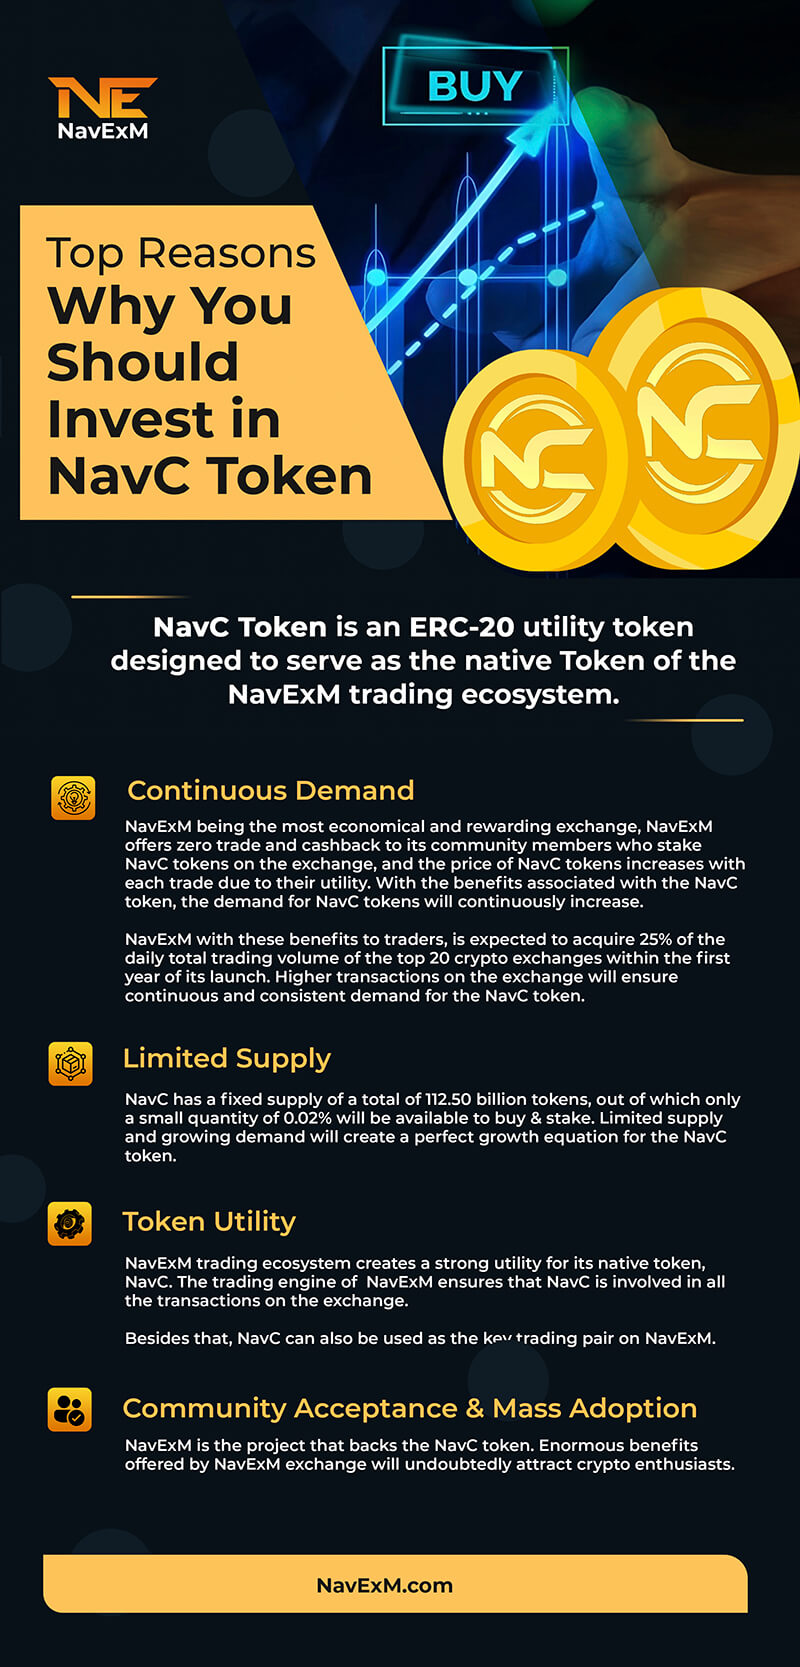 NE
NavExM
BUY
Top Reasons
Why You
Should
Invest in
NavC Token
NC
NC
NavC Token is an ERC-20 utility token
designed to serve as the native Token of the
NavExM trading ecosystem.
Continuous Demand
NavExM being the most economical and rewarding exchange, NavExM
offers zero trade and cashback to its community members who stake
NavC tokens on the exchange, and the price of NavC tokens increases with
each trade due to their utility. With the benefits associated with the NavC
token, the demand for NavC tokens will continuously increase.
NavExM with these benefits to traders, is expected to acquire 25% of the
daily total trading volume of the top 20 crypto exchanges within the first
year of its launch. Higher transactions on the exchange will ensure
continuous and consistent demand for the NavC token.
Limited Supply
NavC has a fixed supply of a total of 112.50 billion tokens, out of which only
a small quantity of 0.02% will be available to buy & stake. Limited supply
and growing demand will create a perfect growth equation for the NavC
token.
Token Utility
NavExM trading ecosystem creates a strong utility for its native token,
NavC. The trading engine of  NavExM ensures that NavC is involved in all
the transactions on the exchange.
Besides that, NavC can also be used as the key trading pair on NavExM.
Community Acceptance & Mass Adoption
NavExM is the project that backs the NavC token. Enormous benefits
offered by NavExM exchange will undoubtedly attract crypto enthusiasts.
NavExM.com